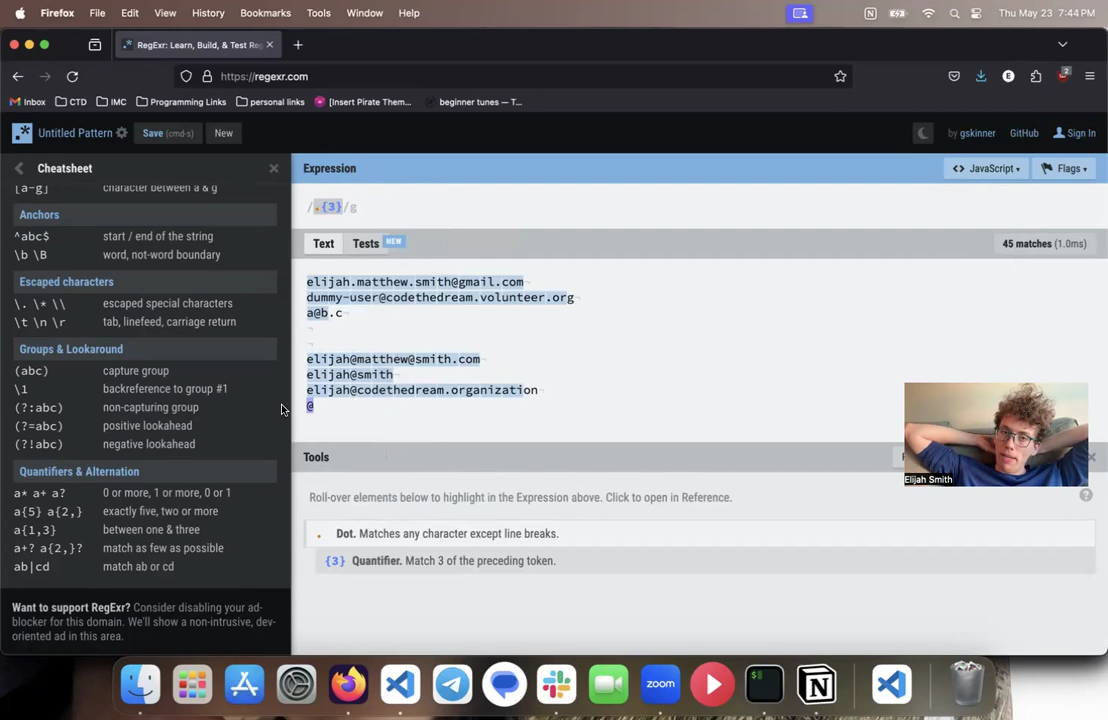 Firefox File Edit View History Bookmarks Tools Window Help Thu May 23 7:44 PM
RegExr: Learn, Build, & Test Reg
https://regexr.com
E
2
Inbox CTD IMC Programming Links personal links [Insert Pirate Them... beginner tunes — T...
Untitled Pattern Save (cmd-s) New by gskinner GitHub Sign In
Cheatsheet
[a-g] character between a & g
Anchors
^abc$ start / end of the string
\b \B word, not-word boundary
Escaped characters
\. \* \\ escaped special characters
\t \n \r tab, linefeed, carriage return
Groups & Lookaround
(abc) capture group
\1 backreference to group #1
(?:abc) non-capturing group
(?=abc) positive lookahead
(?!abc) negative lookahead
Quantifiers & Alternation
a* a+ a? 0 or more, 1 or more, 0 or 1
a{5} a{2,} exactly five, two or more
a{1,3} between one & three
a+? a{2,}? match as few as possible
ab|cd match ab or cd
Want to support RegExr? Consider disabling your ad-
blocker for this domain. We'll show a non-intrusive, dev-
oriented ad in this area.
Expression JavaScript Flags
/.{3}/g
Text Tests NEW 45 matches (1.0ms)
elijah.matthew.smith@gmail.com
dummy-user@codethedream.volunteer.org
a@b.c
elijah@matthew@smith.com
elijah@smith
elijah@codethedream.organization
@
Elijah Smith
Tools
Roll-over elements below to highlight in the Expression above. Click to open in Reference.
?
. Dot. Matches any character except line breaks.
{3} Quantifier. Match 3 of the preceding token.
zoom